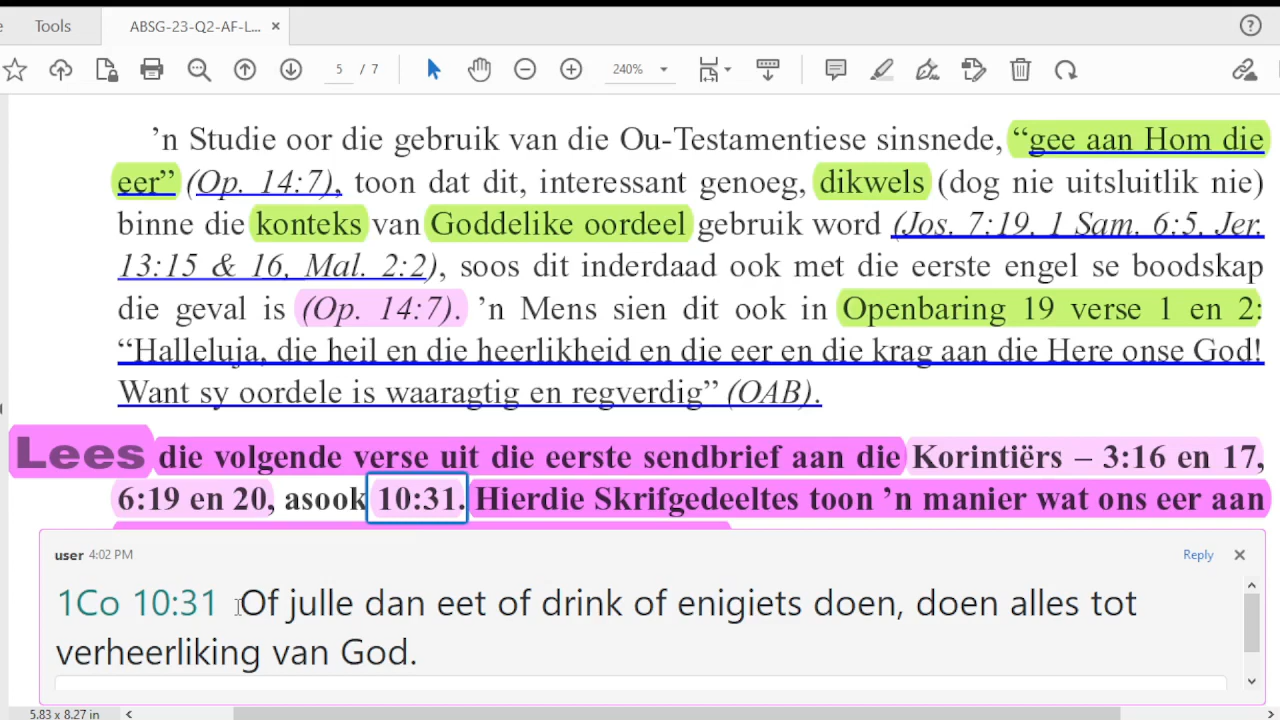 Tools
ABSG-23-Q2-AF-L... ×
5 / 7
240%
’n Studie oor die gebruik van die Ou-Testamentiese sinsnede, “gee aan Hom die
eer” (Op. 14:7), toon dat dit, interessant genoeg, dikwels (dog nie uitsluitlik nie)
binne die konteks van Goddelike oordeel gebruik word (Jos. 7:19, 1 Sam. 6:5, Jer.
13:15 & 16, Mal. 2:2), soos dit inderdaad ook met die eerste engel se boodskap
die geval is (Op. 14:7). ’n Mens sien dit ook in Openbaring 19 verse 1 en 2:
“Halleluja, die heil en die heerlikheid en die eer en die krag aan die Here onse God!
Want sy oordele is waaragtig en regverdig” (OAB).
Lees die volgende verse uit die eerste sendbrief aan die Korintiërs – 3:16 en 17,
6:19 en 20, asook 10:31. Hierdie Skrifgedeeltes toon ’n manier wat ons eer aan
user 4:02 PM
Reply
1Co 10:31 Of julle dan eet of drink of enigiets doen, doen alles tot
verheerliking van God.
5.83 x 8.27 in